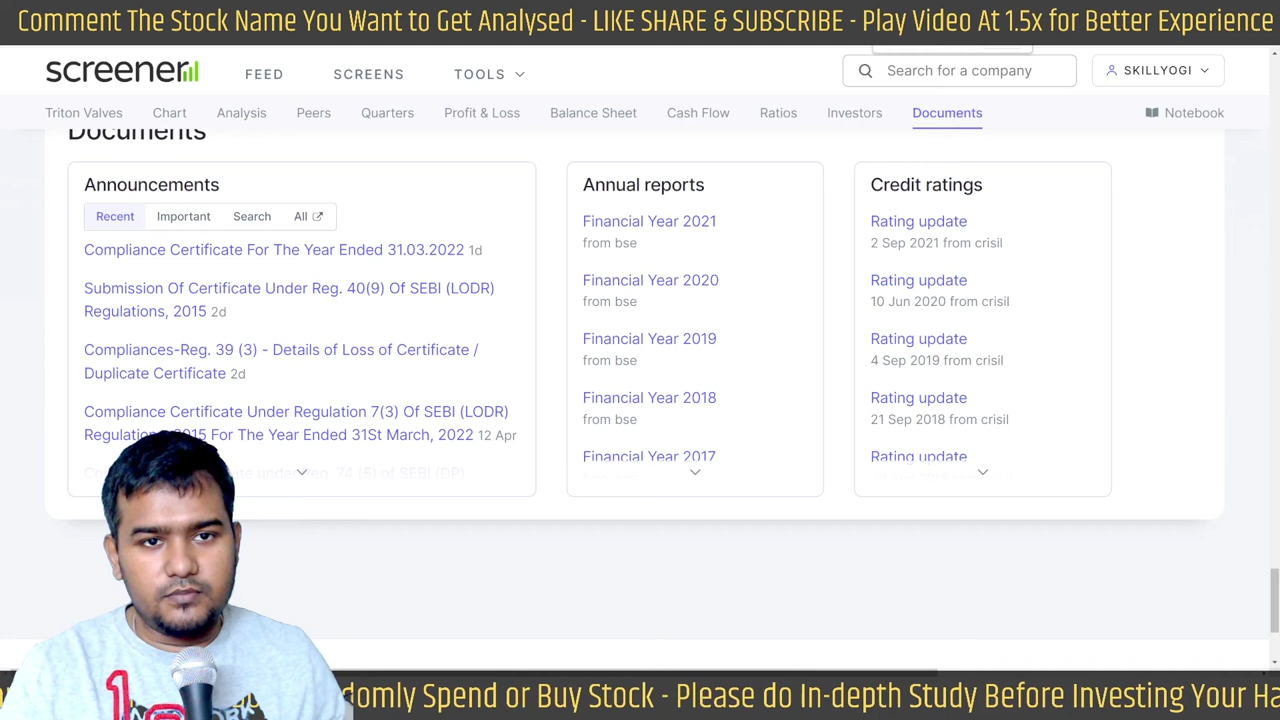 Comment The Stock Name You Want to Get Analysed - LIKE SHARE & SUBSCRIBE - Play Video At 1.5x for Better Experience
screener
FEED
SCREENS
TOOLS
Search for a company
SKILLYOGI
Triton Valves
Chart
Analysis
Peers
Quarters
Profit & Loss
Balance Sheet
Cash Flow
Ratios
Investors
Documents
Notebook
Documents
Announcements
Recent
Important
Search
All
Compliance Certificate For The Year Ended 31.03.2022 1d
Submission Of Certificate Under Reg. 40(9) Of SEBI (LODR)
Regulations, 2015 2d
Compliances-Reg. 39 (3) - Details of Loss of Certificate /
Duplicate Certificate 2d
Compliance Certificate Under Regulation 7(3) Of SEBI (LODR)
2015 For The Year Ended 31St March, 2022 12 Apr
under Reg. 74 (5) of SEBI (DP)
Annual reports
Financial Year 2021
from bse
Financial Year 2020
from bse
Financial Year 2019
from bse
Financial Year 2018
from bse
Financial Year 2017
Credit ratings
Rating update
2 Sep 2021 from crisil
Rating update
10 Jun 2020 from crisil
Rating update
4 Sep 2019 from crisil
Rating update
21 Sep 2018 from crisil
Rating update
Spend or Buy Stock - Please do In-depth Study Before Investing Your